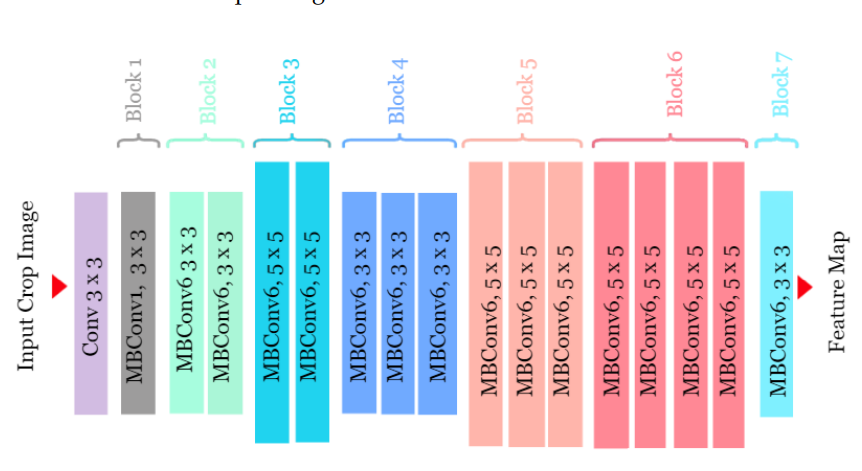 Block 1
Block 2
Block 3
Block 4
Block 5
Block 6
Block 7
Input Crop Image
Conv 3 x 3
MBConv1, 3 x 3
MBConv6 3 x 3
MBConv6, 3 x 3
MBConv6, 5 x 5
MBConv6, 5 x 5
MBConv6, 3 x 3
MBConv6, 3 x 3
MBConv6, 3 x 3
MBConv6, 5 x 5
MBConv6, 5 x 5
MBConv6, 5 x 5
MBConv6, 5 x 5
MBConv6, 5 x 5
MBConv6, 5 x 5
MBConv6, 5 x 5
MBConv6, 3 x 3
Feature Map